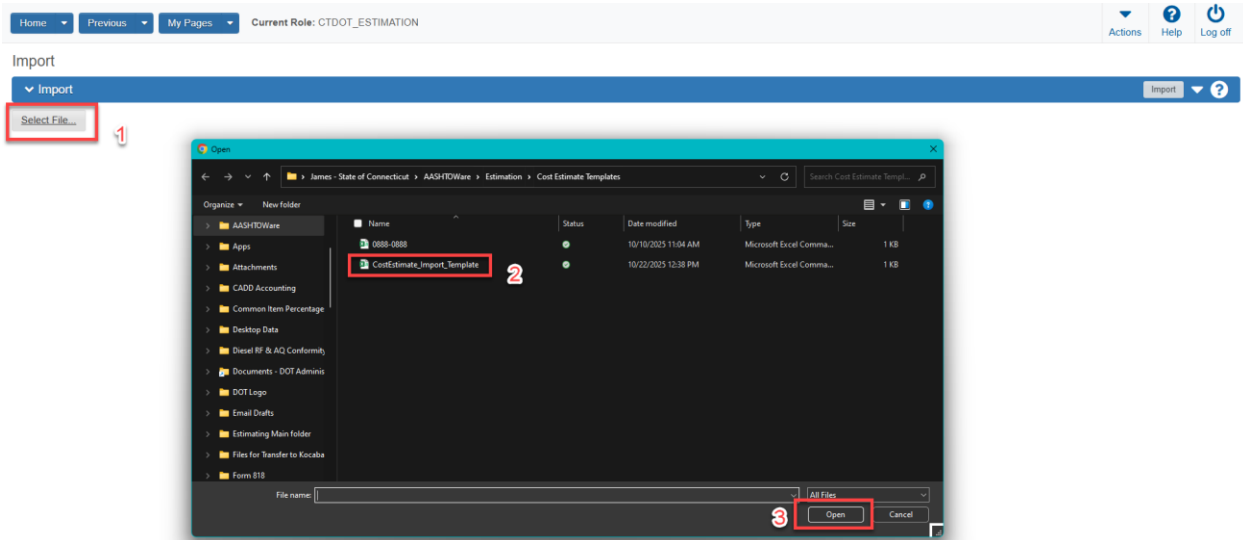 Home Previous My Pages Current Role: CTDOT_ESTIMATION Actions Help Log off
Import
Import Import
Select File...
1
Open
James - State of Connecticut › AASHTOWare › Estimation › Cost Estimate Templates Search Cost Estimate Templ...
Organize New folder
AASHTOWare
Apps
Attachments
CADD Accounting
Common Item Percentage
Desktop Data
Diesel RF & AQ Conformity
Documents - DOT Adminis
DOT Logo
Email Drafts
Estimating Main folder
Files for Transfer to Kocaba
Form 818
Name Status Date modified Type Size
0888-0888 10/10/2025 11:04 AM Microsoft Excel Comma... 1 KB
CostEstimate_Import_Template 10/22/2025 12:38 PM Microsoft Excel Comma... 1 KB
2
File name: All Files
3
Open Cancel